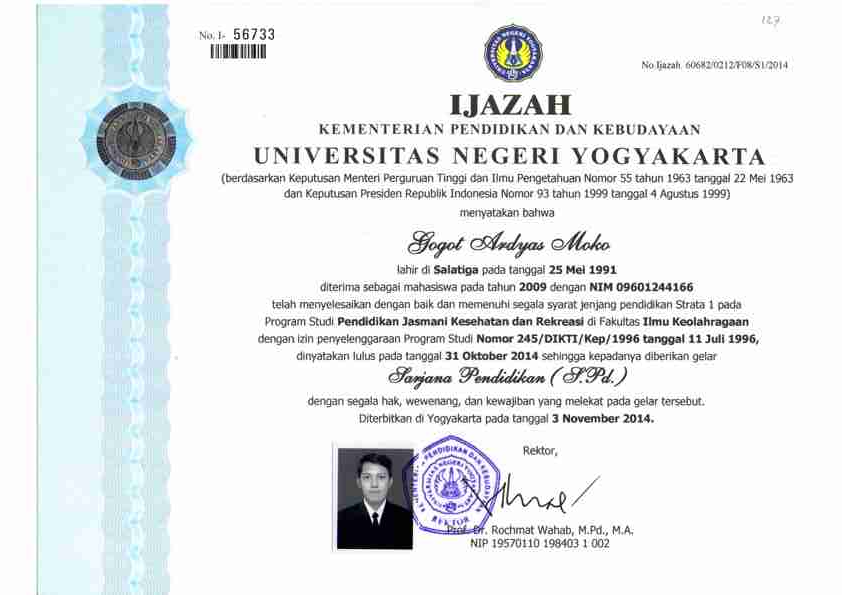 127
No. I- 56733
No.Ijazah. 60682/0212/F08/S1/2014
IJAZAH
KEMENTERIAN PENDIDIKAN DAN KEBUDAYAAN
UNIVERSITAS NEGERI YOGYAKARTA
(berdasarkan Keputusan Menteri Perguruan Tinggi dan Ilmu Pengetahuan Nomor 55 tahun 1963 tanggal 22 Mei 1963
dan Keputusan Presiden Republik Indonesia Nomor 93 tahun 1999 tanggal 4 Agustus 1999)
menyatakan bahwa
Gogot Ardyas Moko
lahir di Salatiga pada tanggal 25 Mei 1991
diterima sebagai mahasiswa pada tahun 2009 dengan NIM 09601244166
telah menyelesaikan dengan baik dan memenuhi segala syarat jenjang pendidikan Strata 1 pada
Program Studi Pendidikan Jasmani Kesehatan dan Rekreasi di Fakultas Ilmu Keolahragaan
dengan izin penyelenggaraan Program Studi Nomor 245/DIKTI/Kep/1996 tanggal 11 Juli 1996,
dinyatakan lulus pada tanggal 31 Oktober 2014 sehingga kepadanya diberikan gelar
Sarjana Pendidikan ( S.Pd. )
dengan segala hak, wewenang, dan kewajiban yang melekat pada gelar tersebut.
Diterbitkan di Yogyakarta pada tanggal 3 November 2014.
Rektor,
UNIVERSITAS NEGERI YOGYAKARTA
REKTOR
Prof. Dr. Rochmat Wahab, M.Pd., M.A.
NIP 19570110 198403 1 002